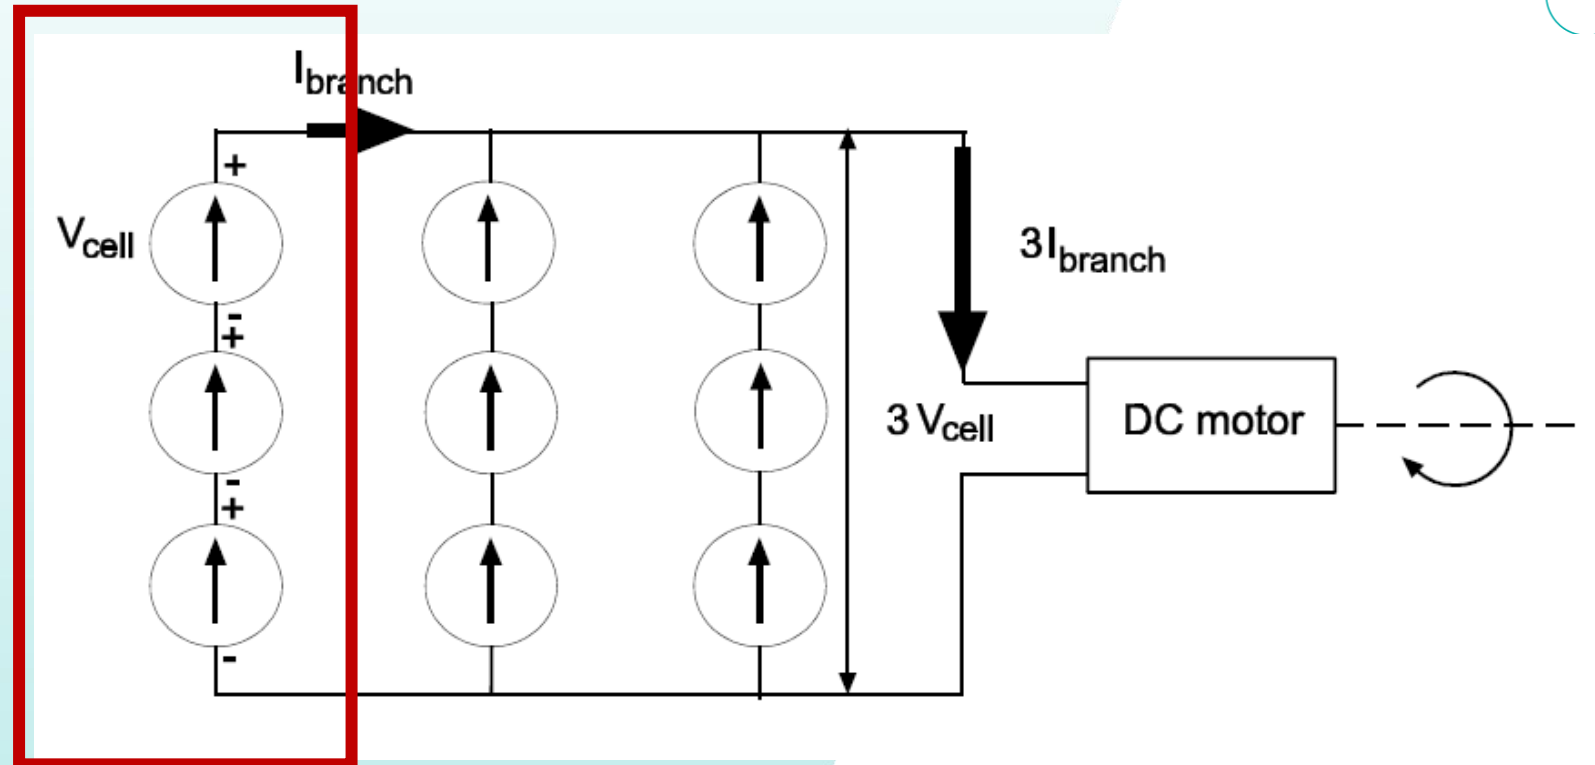 Ibranch
+
Vcell
-
+
-
+
-
3Ibranch
3 Vcell
DC motor